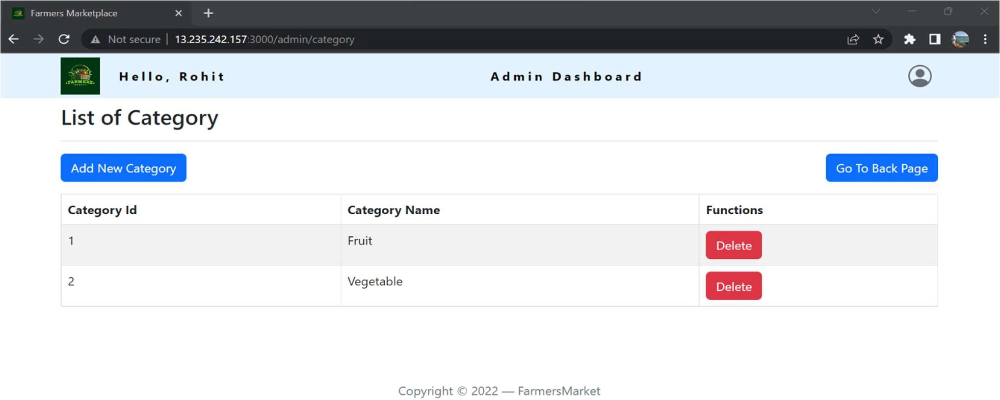 Farmers Marketplace
Not secure | 13.235.242.157:3000/admin/category
FARMERS
MARKET
Hello, Rohit
Admin Dashboard
List of Category
Add New Category
Go To Back Page
Category Id Category Name Functions
1 Fruit Delete
2 Vegetable Delete
Copyright © 2022 — FarmersMarket